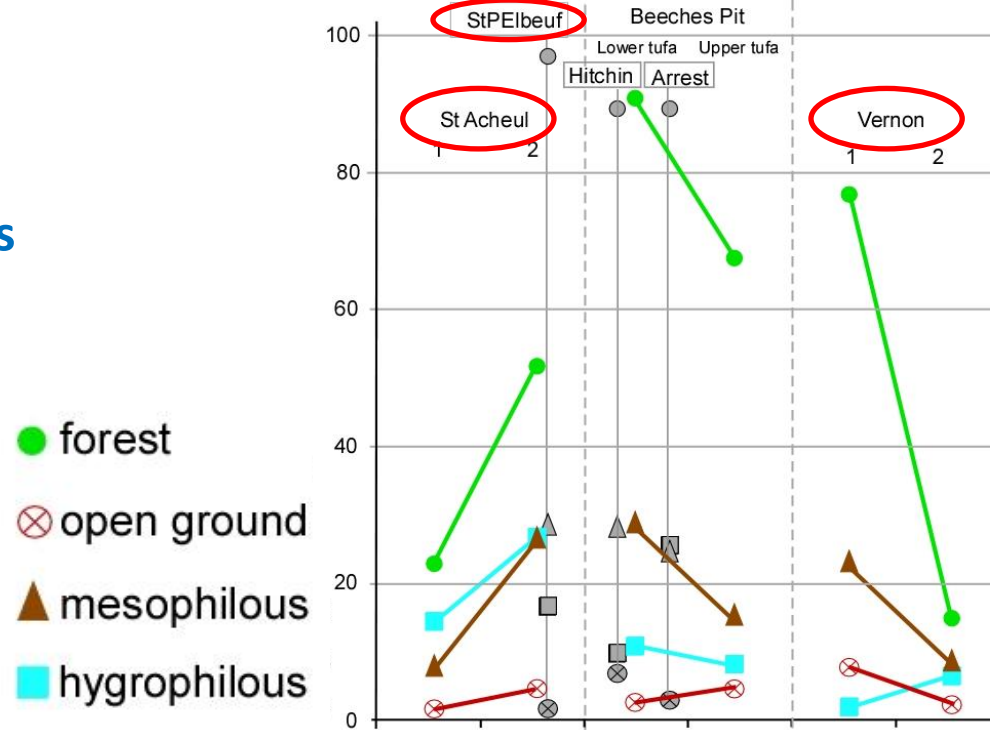 StPElbeuf
Beeches Pit
100
Lower tufa Upper tufa
Hitchin Arrest
St Acheul
Vernon
1 2
1 2
80
s
60
40
forest
open ground
20
mesophilous
hygrophilous
0